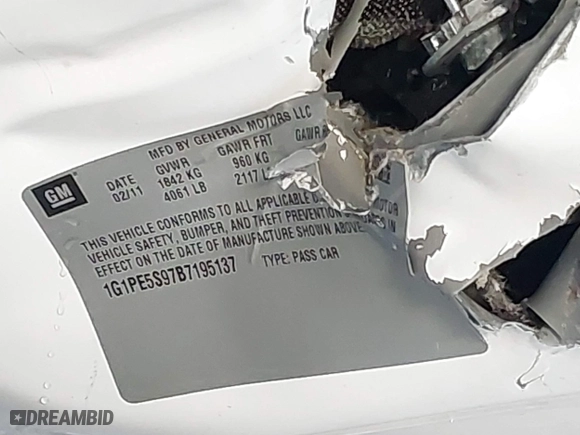 MFD BY GENERAL MOTORS LLC
DATE GVWR GAWR FRT GAWR
02/11 1842 KG 960 KG
4061 LB 2117 L
GM
THIS VEHICLE CONFORMS TO ALL APPLICABLE MOTOR
VEHICLE SAFETY, BUMPER, AND THEFT PREVENTION IN
EFFECT ON THE DATE OF MANUFACTURE SHOWN ABOVE.
1G1PE5S97B7195137 TYPE: PASS CAR
DREAMBID